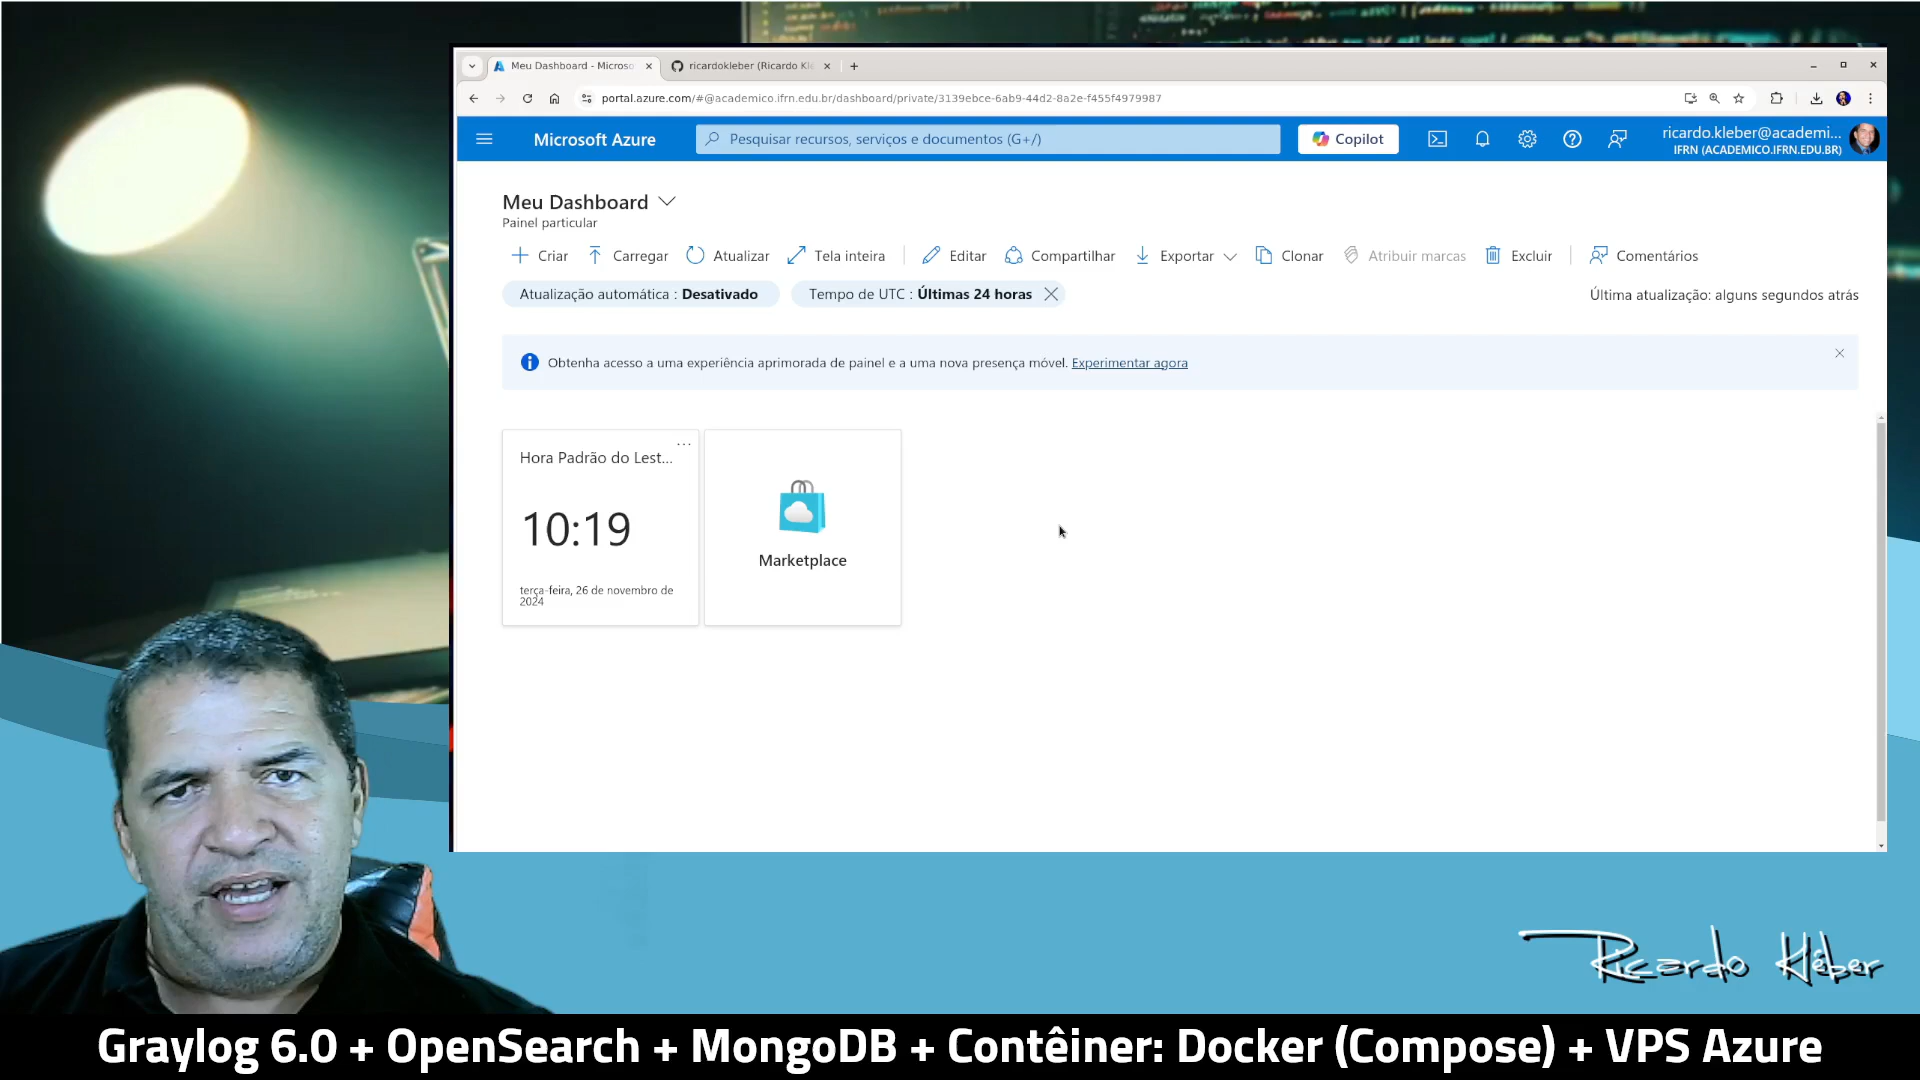 Meu Dashboard - Microso
ricardokleber (Ricardo Kl
portal.azure.com/#@academico.ifrn.edu.br/dashboard/private/3139ebce-6ab9-44d2-8a2e-f455f4979987
Microsoft Azure
Pesquisar recursos, serviços e documentos (G+/)
Copilot
ricardo.kleber@academi...
IFRN (ACADEMICO.IFRN.EDU.BR)
Meu Dashboard
Painel particular
Criar Carregar Atualizar Tela inteira Editar Compartilhar Exportar Clonar Atribuir marcas Excluir Comentários
Atualização automática : Desativado Tempo de UTC : Últimas 24 horas
Última atualização: alguns segundos atrás
Obtenha acesso a uma experiência aprimorada de painel e a uma nova presença móvel. Experimentar agora
Hora Padrão do Lest...
10:19
terça-feira, 26 de novembro de
2024
Marketplace
Ricardo Kléber
Graylog 6.0 + OpenSearch + MongoDB + Contêiner: Docker (Compose) + VPS Azure